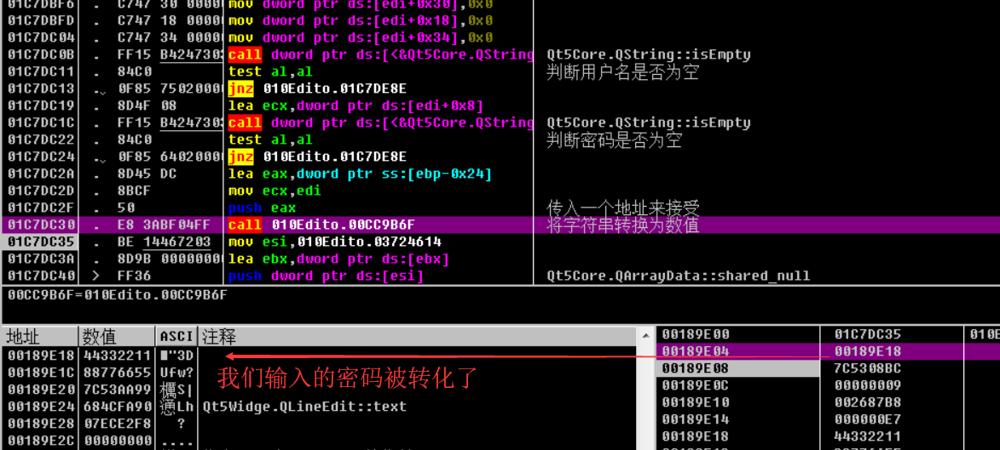 01C7DBF6 . C747 30 0000 mov dword ptr ds:[edi+0x30],0x0
01C7DBFD . C747 18 0000 mov dword ptr ds:[edi+0x18],0x0
01C7DC04 . C747 34 0000 mov dword ptr ds:[edi+0x34],0x0
01C7DC0B . FF15 B4247303 call dword ptr ds:[<&Qt5Core.QString Qt5Core.QString::isEmpty
01C7DC11 . 84C0 test al,al 判断用户名是否为空
01C7DC13 . 0F85 75020000 jnz 010Edito.01C7DE8E
01C7DC19 . 8D4F 08 lea ecx,dword ptr ds:[edi+0x8]
01C7DC1C . FF15 B4247303 call dword ptr ds:[<&Qt5Core.QString Qt5Core.QString::isEmpty
01C7DC22 . 84C0 test al,al 判断密码是否为空
01C7DC24 . 0F85 64020000 jnz 010Edito.01C7DE8E
01C7DC2A . 8D45 DC lea eax,dword ptr ss:[ebp-0x24]
01C7DC2D . 8BCF mov ecx,edi
01C7DC2F . 50 push eax 传入一个地址来接受
01C7DC30 . E8 3ABF04FF call 010Edito.00CC9B6F 将字符串转换为数值
01C7DC35 . BE 14467203 mov esi,010Edito.03724614
01C7DC3A . 8D9B 0000000 lea ebx,dword ptr ds:[ebx]
01C7DC40 > FF36 push dword ptr ds:[esi] Qt5Core.QArrayData::shared_null
00CC9B6F=010Edito.00CC9B6F
地址 数值 ASCI 注释
00189E18 44332211 ■"3D
00189E1C 88776655 Ufw?
00189E20 7C53AA99 S|
00189E24 684CFA90 Lh Qt5Widge.QLineEdit::text
00189E28 07ECE2F8 ?
00189E2C 00000000 ....
我们输入的密码被转化了
00189E00 01C7DC35 010E
00189E04 00189E18
00189E08 7C5308BC
00189E0C 00000009
00189E10 002687B8
00189E14 000000E7
00189E18 44332211